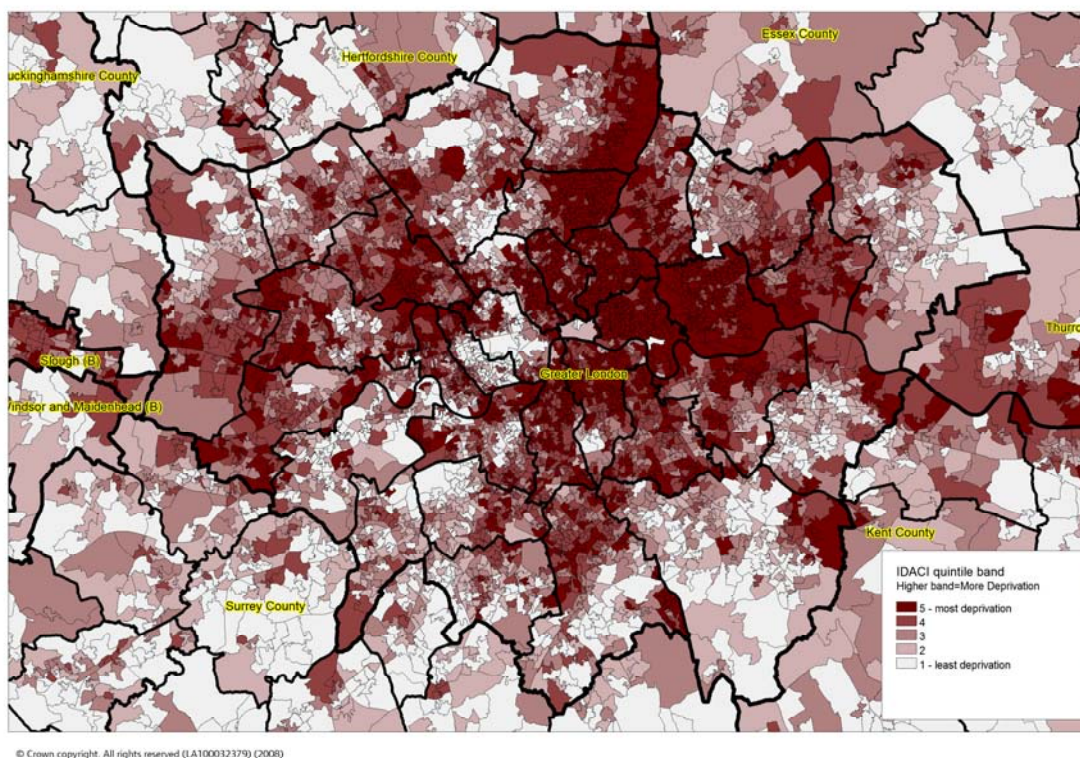 Essex County
Hertfordshire County
uckinghamshire County
Thurro
Slough (B)
Greater London
Windsor and Maidenhead (B)
Kent County
Surrey County
IDACI quintile band
Higher band=More Deprivation
5 - most deprivation
4
3
2
1 - least deprivation
© Crown copyright. All rights reserved (LA100032379) (2008)